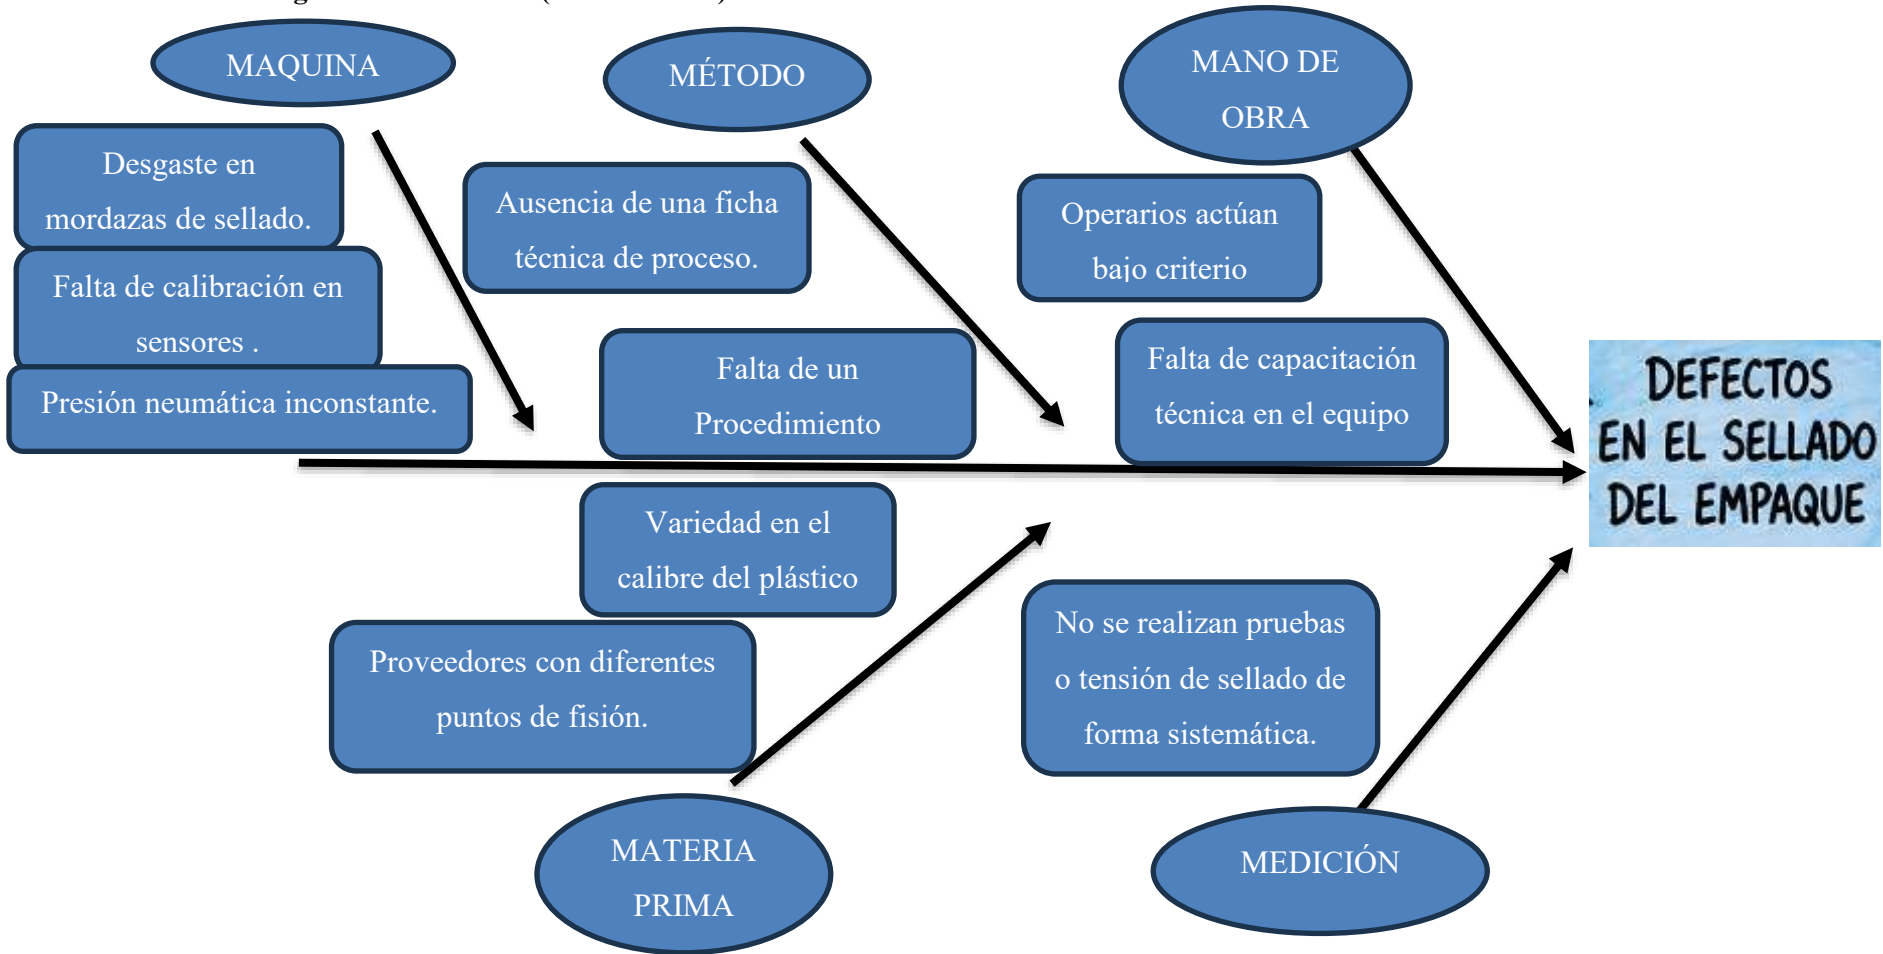 MAQUINA
MÉTODO
MANO DE
OBRA
Desgaste en
mordazas de sellado.
Falta de calibración en
sensores .
Presión neumática inconstante.
Ausencia de una ficha
técnica de proceso.
Falta de un
Procedimiento
Operarios actúan
bajo criterio
Falta de capacitación
técnica en el equipo
DEFECTOS
EN EL SELLADO
DEL EMPAQUE
Variedad en el
calibre del plástico
Proveedores con diferentes
puntos de fisión.
No se realizan pruebas
o tensión de sellado de
forma sistemática.
MATERIA
PRIMA
MEDICIÓN